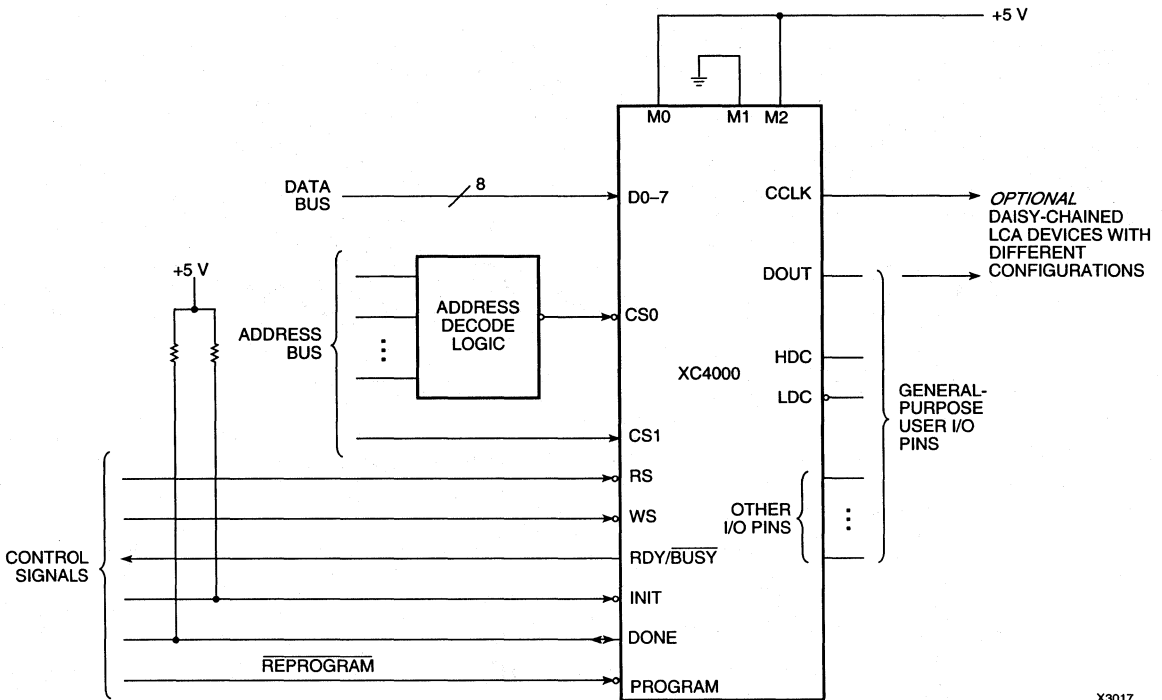 +5 V
M0
M1
M2
DATA
BUS
8
D0–7
CCLK
OPTIONAL
DAISY-CHAINED
LCA DEVICES WITH
DIFFERENT
CONFIGURATIONS
+5 V
DOUT
ADDRESS
BUS
ADDRESS
DECODE
LOGIC
CS0
XC4000
HDC
LDC
GENERAL-
PURPOSE
USER I/O
PINS
CS1
RS
WS
OTHER
I/O PINS
CONTROL
SIGNALS
RDY/BUSY
INIT
DONE
REPROGRAM
PROGRAM
X3017